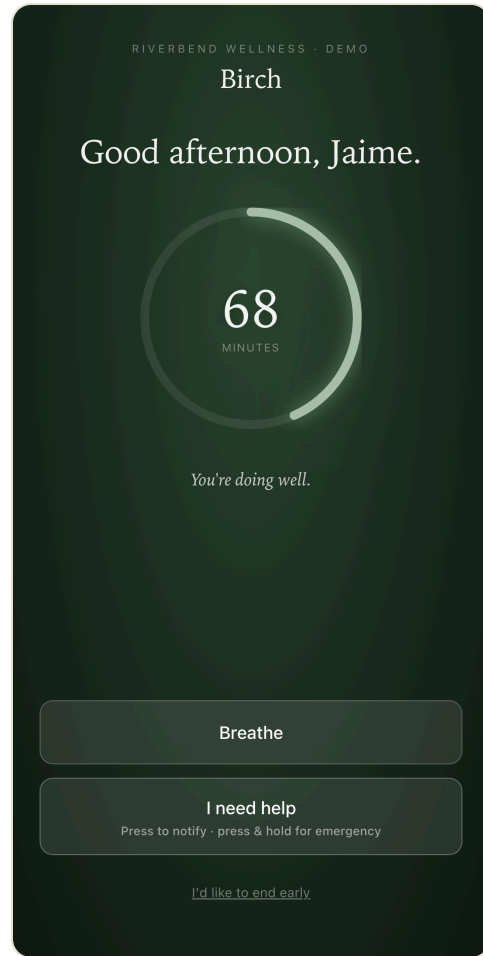 RIVERBEND WELLNESS · DEMO
Birch
Good afternoon, Jaime.
68
MINUTES
You're doing well.
Breathe
I need help
Press to notify · press & hold for emergency
I'd like to end early